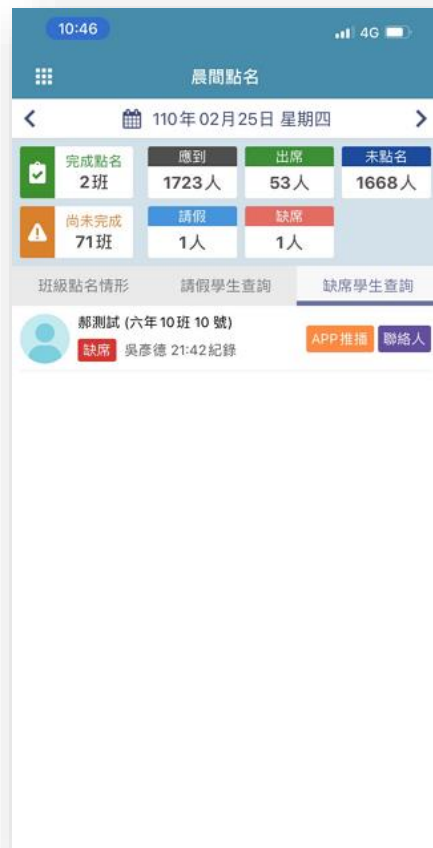 10:46
4G
晨間點名
110年02月25日 星期四
完成點名
2班
應到
1723人
出席
53人
未點名
1668人
尚未完成
71班
請假
1人
缺席
1人
班級點名情形
請假學生查詢
缺席學生查詢
郝測試 (六年10班 10 號)
缺席 吳彥德 21:42紀錄
APP推播
聯絡人